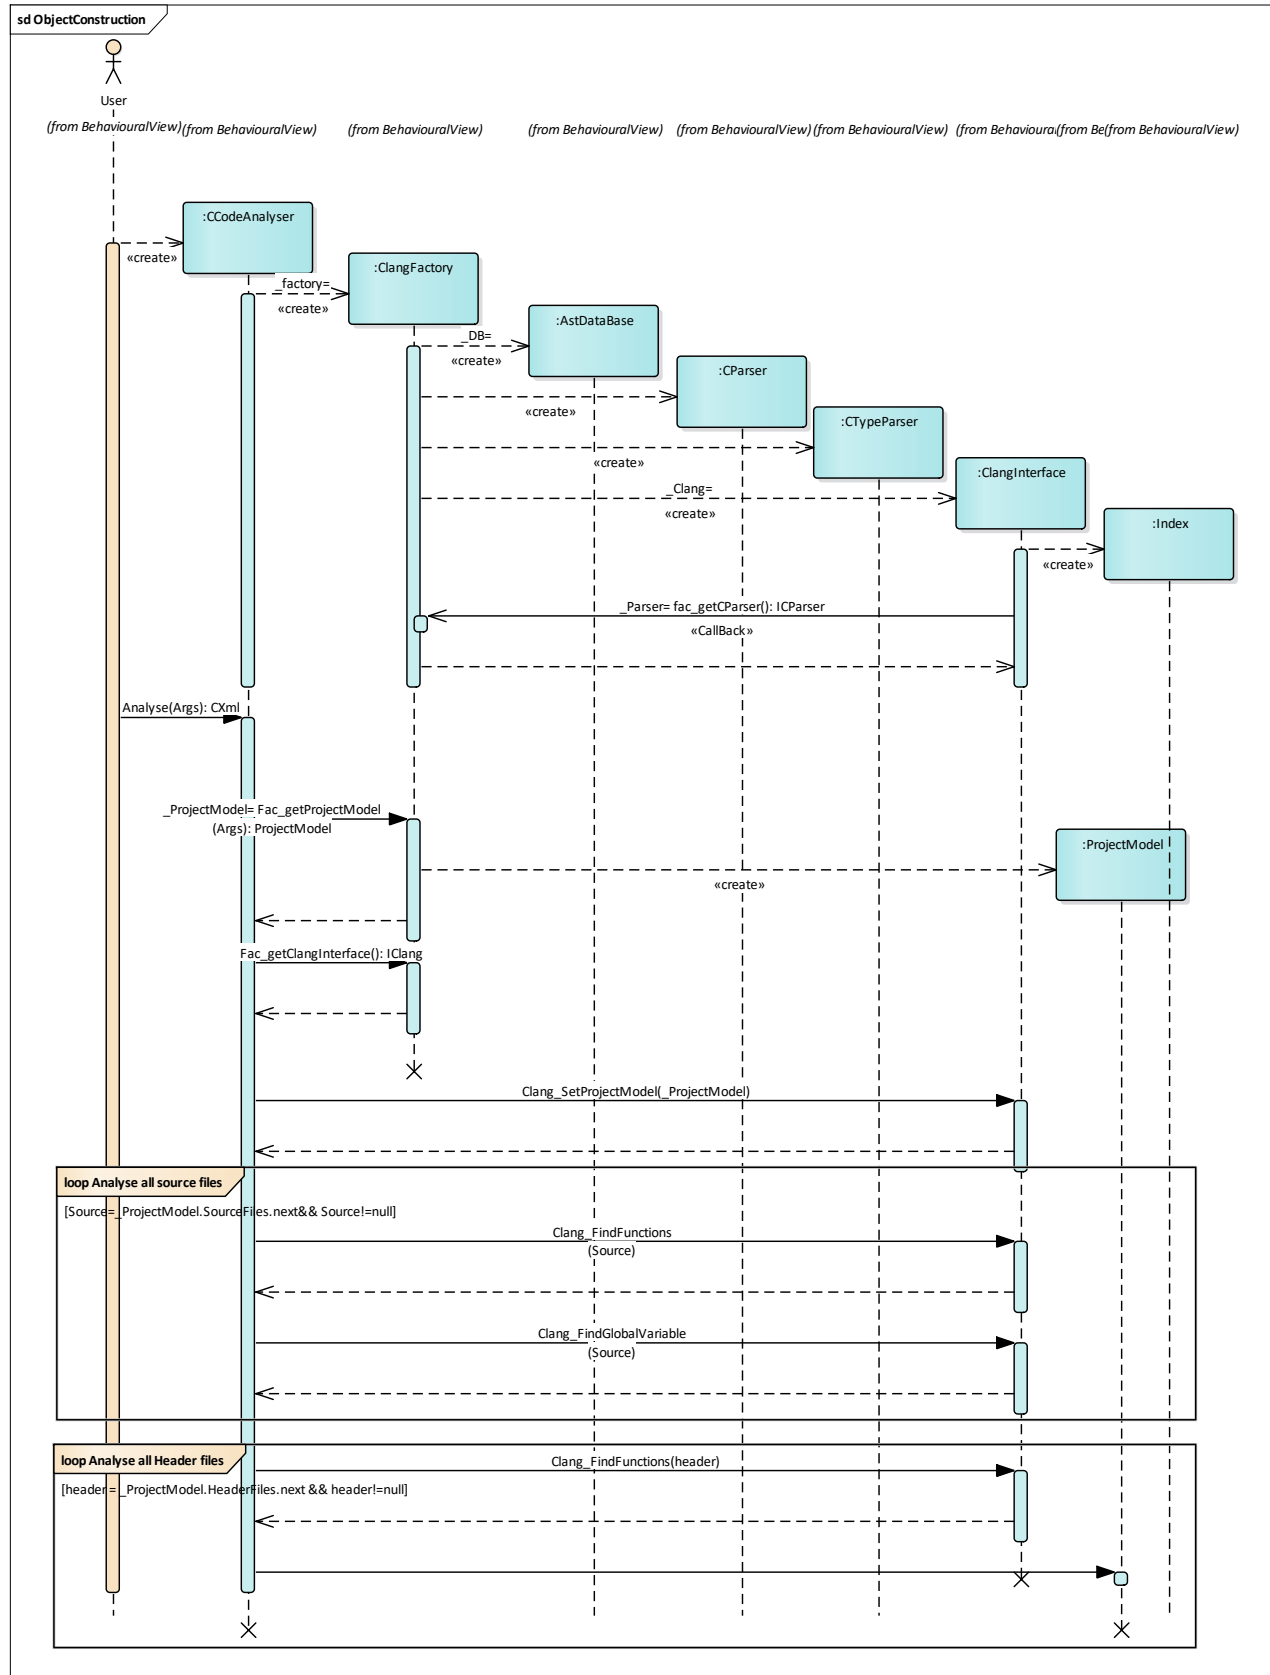 sd ObjectConstruction
User
(from BehaviouralView)
(from BehaviouralView)
(from BehaviouralView)
(from BehaviouralView)
(from BehaviouralView)
(from BehaviouralView)
(from Behavioura
(from Be
(from BehaviouralView)
:CCodeAnalyser
«create»
:ClangFactory
_factory=
«create»
:AstDataBase
_DB=
«create»
:CParser
«create»
:CTypeParser
«create»
:ClangInterface
_Clang=
«create»
:Index
«create»
_Parser= fac_getCParser(): ICParser
«CallBack»
Analyse(Args): CXml
_ProjectModel= Fac_getProjectModel
(Args): ProjectModel
:ProjectModel
«create»
Fac_getClangInterface(): IClang
Clang_SetProjectModel(_ProjectModel)
loop Analyse all source files
[Source=_ProjectModel.SourceFiles.next&& Source!=null]
Clang_FindFunctions
(Source)
Clang_FindGlobalVariable
(Source)
loop Analyse all Header files
Clang_FindFunctions(header)
[header = _ProjectModel.HeaderFiles.next && header!=null]